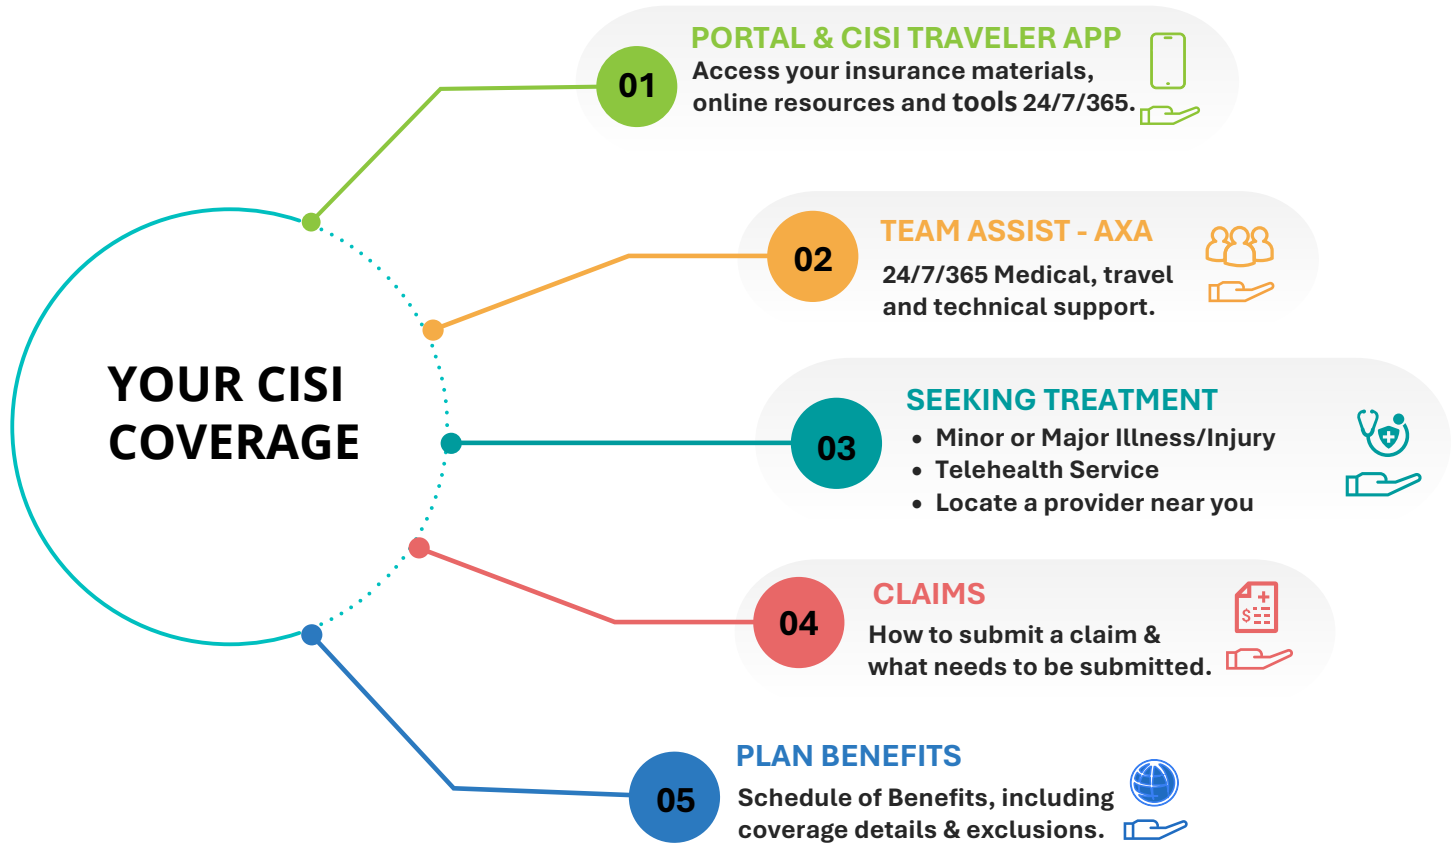 YOUR CISI
COVERAGE
01
PORTAL & CISI TRAVELER APP
Access your insurance materials,
online resources and tools 24/7/365.
02
TEAM ASSIST - AXA
24/7/365 Medical, travel
and technical support.
03
SEEKING TREATMENT
• Minor or Major Illness/Injury
• Telehealth Service
• Locate a provider near you
04
CLAIMS
How to submit a claim &
what needs to be submitted.
05
PLAN BENEFITS
Schedule of Benefits, including
coverage details & exclusions.